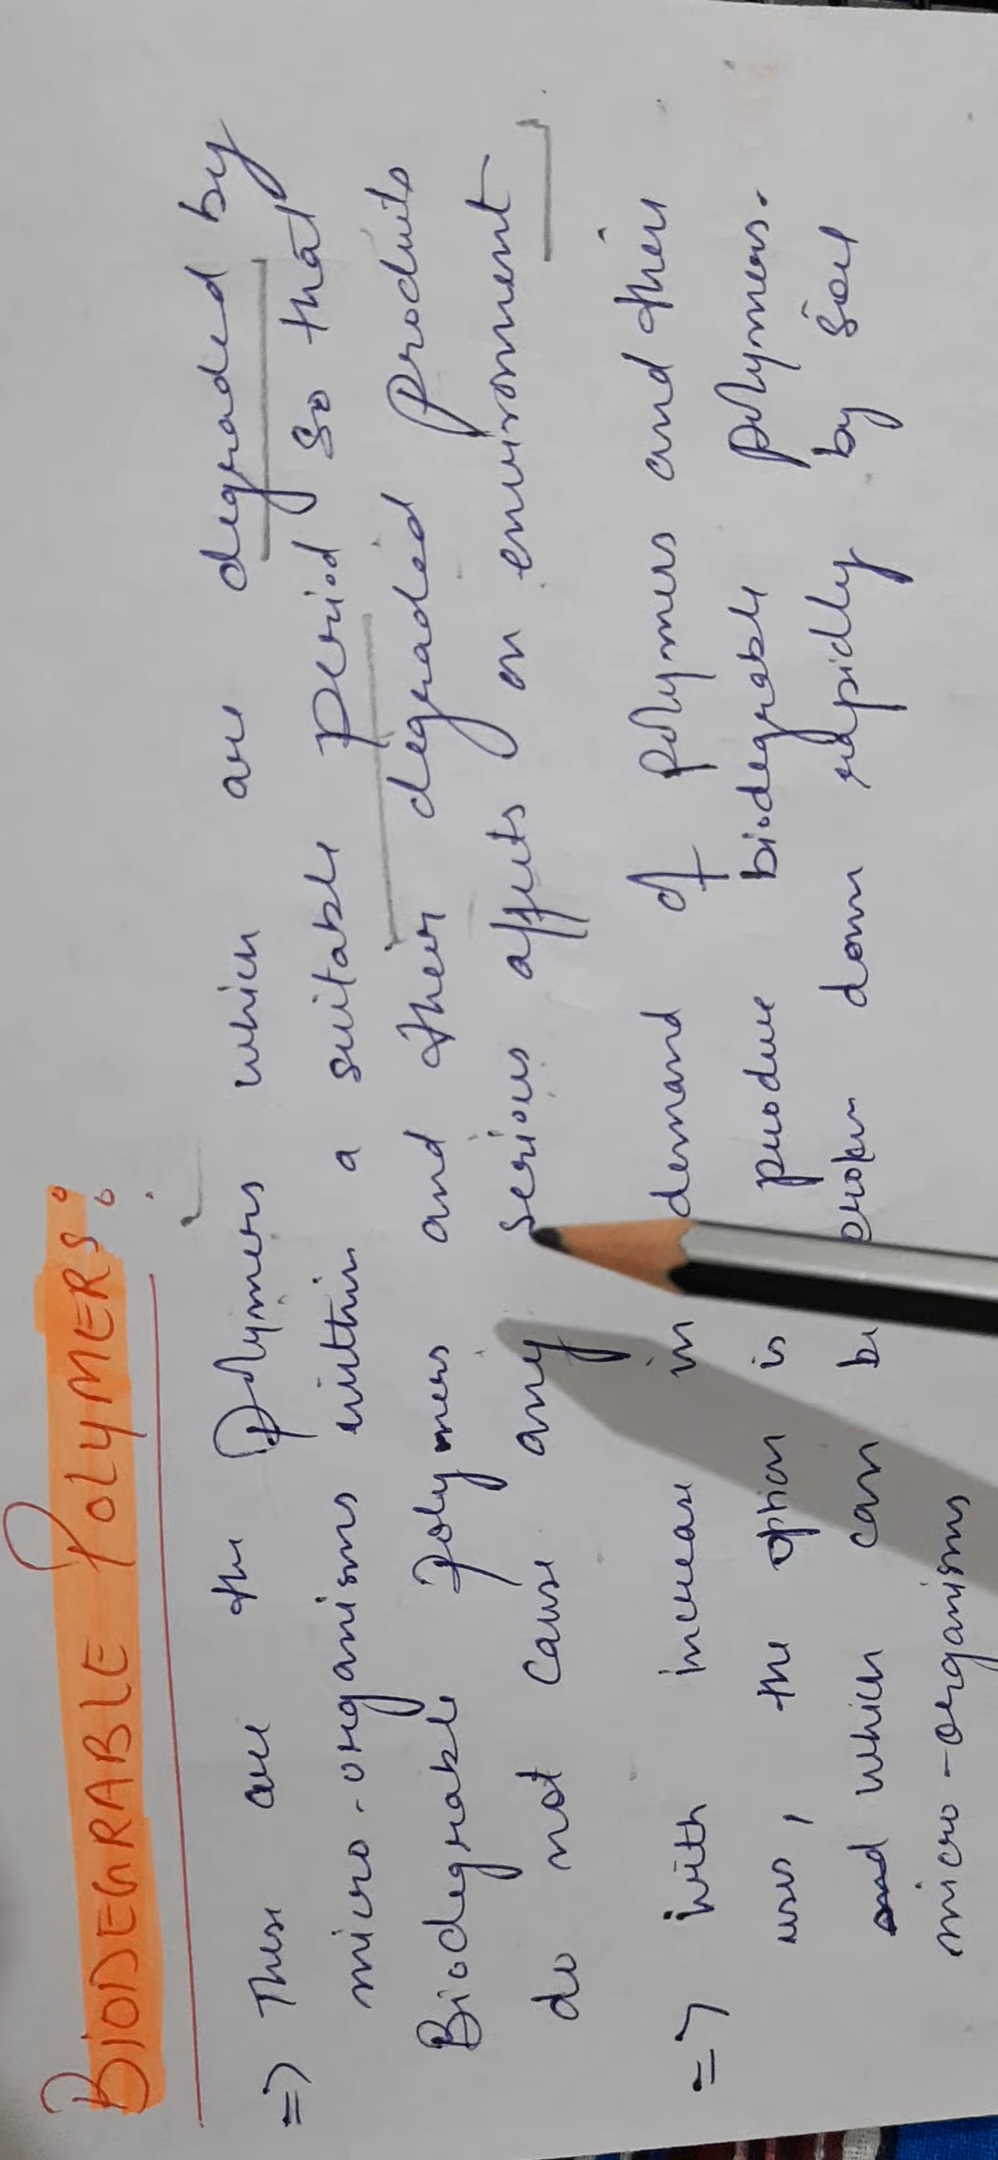 BIODEGRABLE POLYMERS:
=> These are the Polymers which are degraded by
micro-organisms within a suitable period so that
Biodegrable Polymers and their degraded produits
do not cause any serious affects on environment
=> with increase in demand of polymers and their
uses, the option is produce biodegrable polymers.
and which can be broken down rapidly by soil
micro-organisms